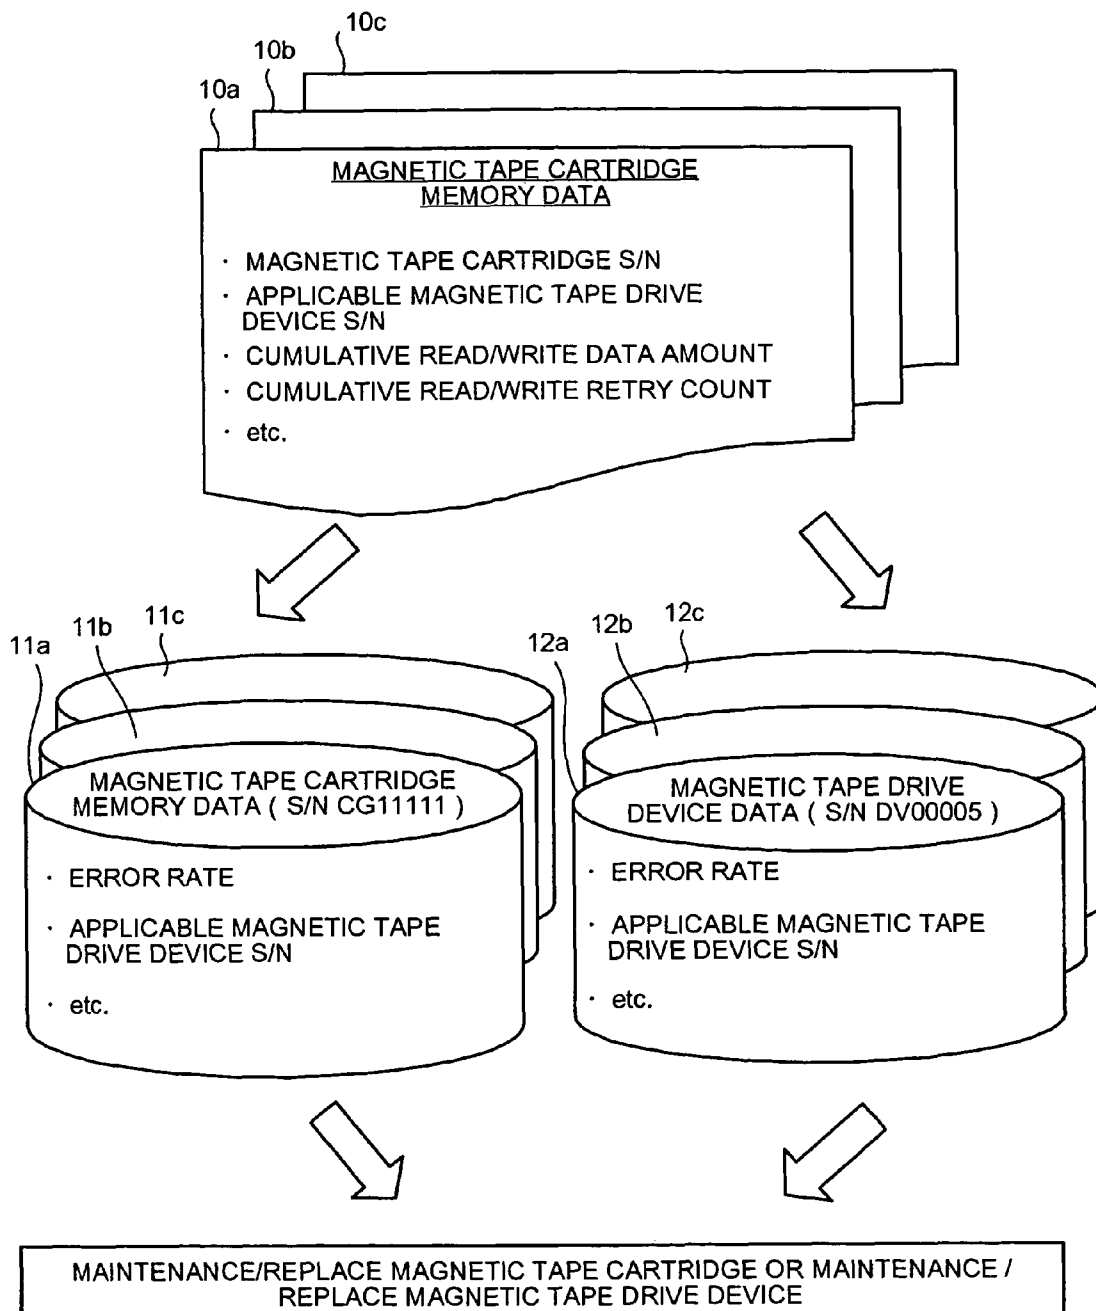 10c
10b
10a
MAGNETIC TAPE CARTRIDGE
MEMORY DATA
· MAGNETIC TAPE CARTRIDGE S/N
· APPLICABLE MAGNETIC TAPE DRIVE
DEVICE S/N
· CUMULATIVE READ/WRITE DATA AMOUNT
· CUMULATIVE READ/WRITE RETRY COUNT
· etc.
11c
11b
11a
MAGNETIC TAPE CARTRIDGE
MEMORY DATA ( S/N CG11111 )
· ERROR RATE
· APPLICABLE MAGNETIC TAPE
DRIVE DEVICE S/N
· etc.
12c
12b
12a
MAGNETIC TAPE DRIVE
DEVICE DATA ( S/N DV00005 )
· ERROR RATE
· APPLICABLE MAGNETIC TAPE
DRIVE DEVICE S/N
· etc.
MAINTENANCE/REPLACE MAGNETIC TAPE CARTRIDGE OR MAINTENANCE /
REPLACE MAGNETIC TAPE DRIVE DEVICE